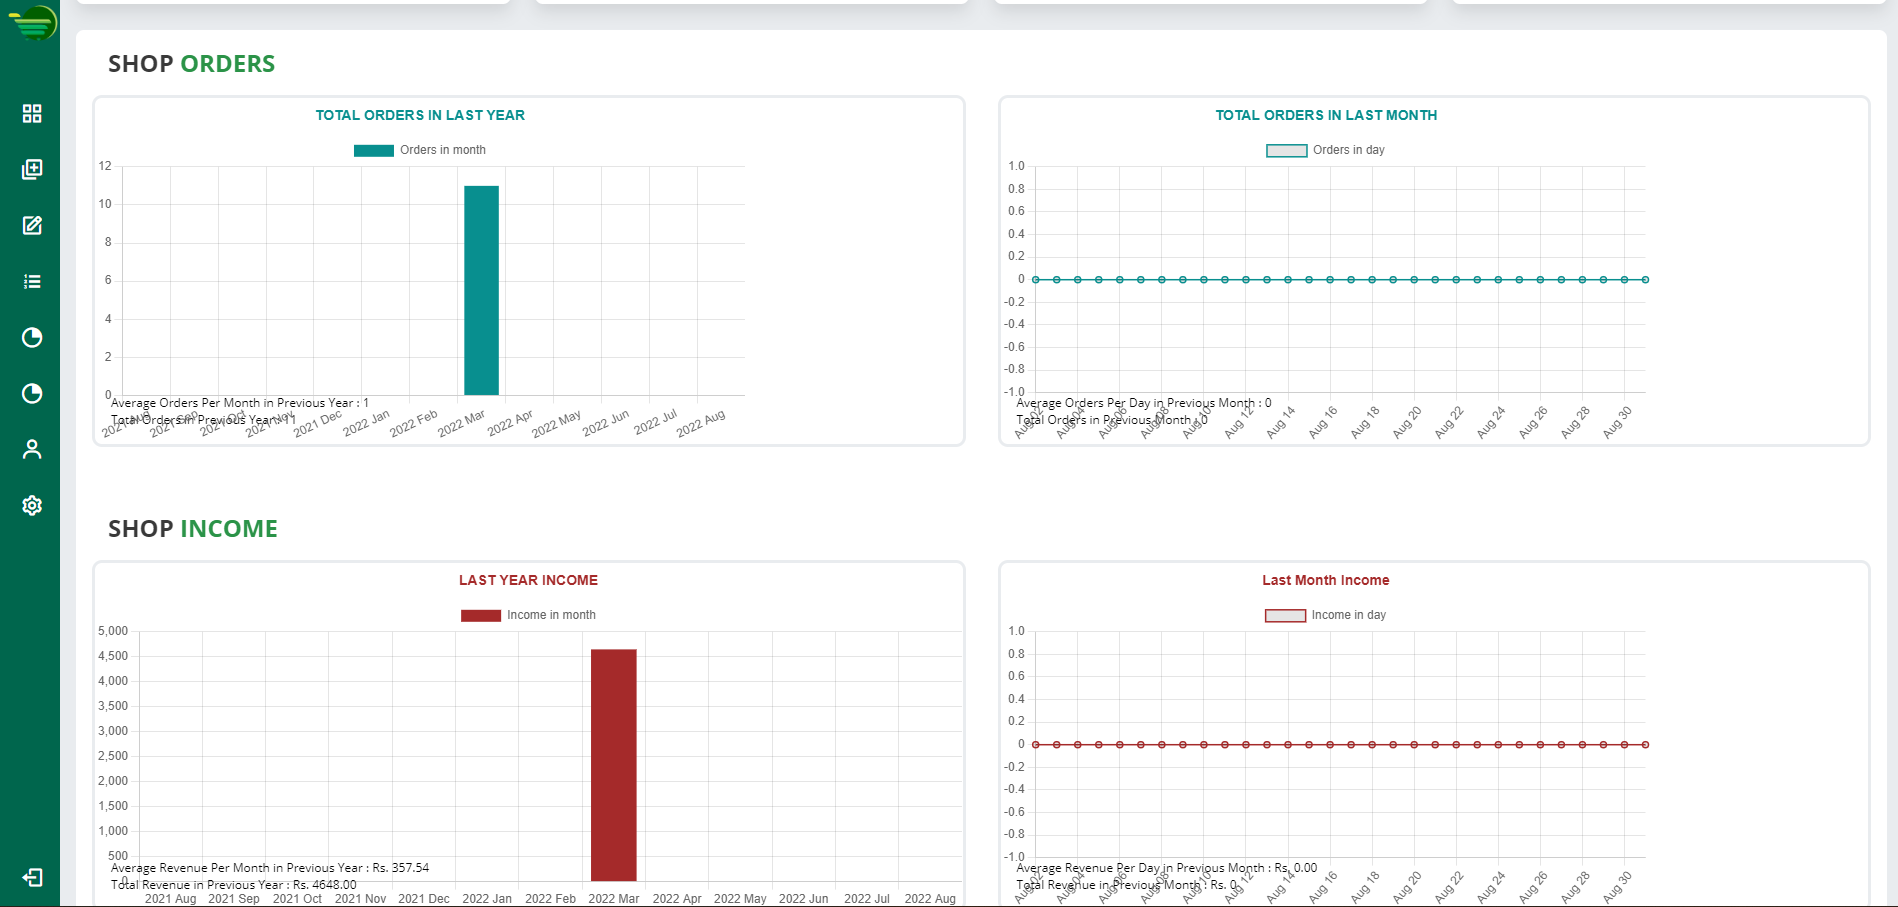 SHOP ORDERS
TOTAL ORDERS IN LAST YEAR
Orders in month
12
10
8
6
4
2
0
Average Orders Per Month in Previous Year : 1
Total Orders in Previous Year : 11
2021 Aug 2021 Sep 2021 Oct 2021 Nov 2021 Dec 2022 Jan 2022 Feb 2022 Mar 2022 Apr 2022 May 2022 Jun 2022 Jul 2022 Aug
TOTAL ORDERS IN LAST MONTH
Orders in day
1.0
0.8
0.6
0.4
0.2
0
-0.2
-0.4
-0.6
-0.8
-1.0
Average Orders Per Day in Previous Month : 0
Total Orders in Previous Month : 0
Aug 02 Aug 04 Aug 06 Aug 08 Aug 10 Aug 12 Aug 14 Aug 16 Aug 18 Aug 20 Aug 22 Aug 24 Aug 26 Aug 28 Aug 30
SHOP INCOME
LAST YEAR INCOME
Income in month
5,000
4,500
4,000
3,500
3,000
2,500
2,000
1,500
1,000
500
0
Average Revenue Per Month in Previous Year : Rs. 357.54
Total Revenue in Previous Year : Rs. 4648.00
2021 Aug 2021 Sep 2021 Oct 2021 Nov 2021 Dec 2022 Jan 2022 Feb 2022 Mar 2022 Apr 2022 May 2022 Jun 2022 Jul 2022 Aug
Last Month Income
Income in day
1.0
0.8
0.6
0.4
0.2
0
-0.2
-0.4
-0.6
-0.8
-1.0
Average Revenue Per Day in Previous Month : Rs. 0.00
Total Revenue in Previous Month : Rs. 0
Aug 02 Aug 04 Aug 06 Aug 08 Aug 10 Aug 12 Aug 14 Aug 16 Aug 18 Aug 20 Aug 22 Aug 24 Aug 26 Aug 28 Aug 30